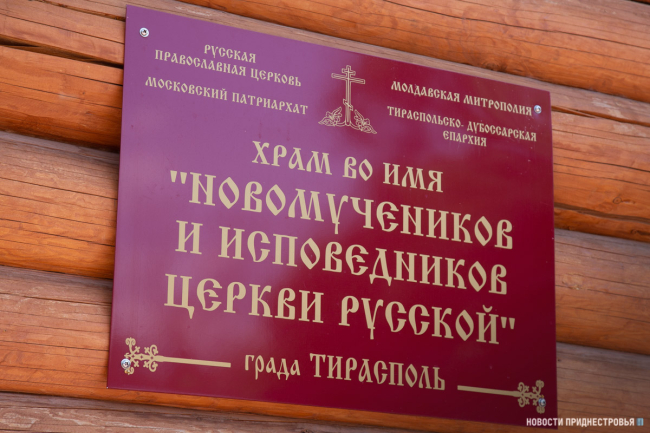 РУССКАЯ
ПРАВОСЛАВНАЯ ЦЕРКОВЬ
МОСКОВСКИЙ ПАТРИАРХАТ
МОЛДАВСКАЯ МИТРОПОЛИЯ
ТИРАСПОЛЬСКО-ДУБОССАРСКАЯ
ЕПАРХИЯ
ХРАМ ВО ИМЯ
"НОВОМУЧЕНИКОВ
И ИСПОВЕДНИКОВ
ЦЕРКВИ РУССКОЙ"
града ТИРАСПОЛЬ
НОВОСТИ ПРИДНЕСТРОВЬЯ